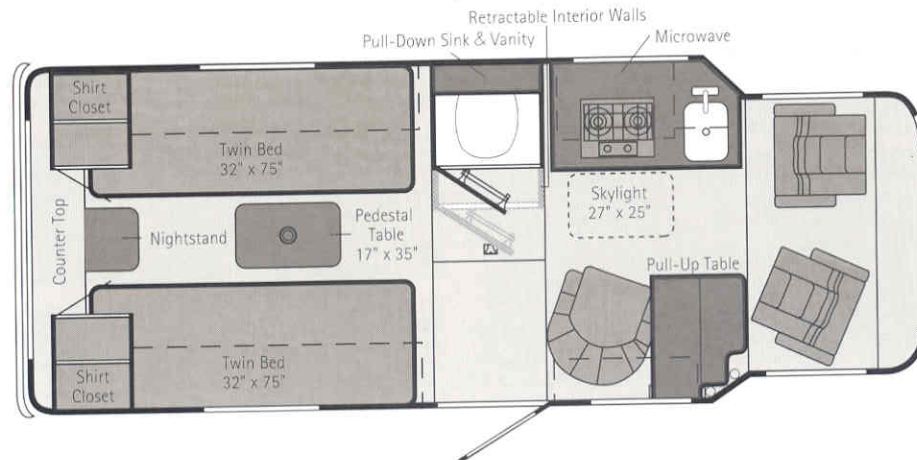 Retractable Interior Walls
Pull-Down Sink & Vanity
Microwave
Shirt
Closet
Twin Bed
32" x 75"
Skylight
27" x 25"
Counter Top
Nightstand
Pedestal
Table
17" x 35"
Pull-Up Table
Twin Bed
32" x 75"
Shirt
Closet